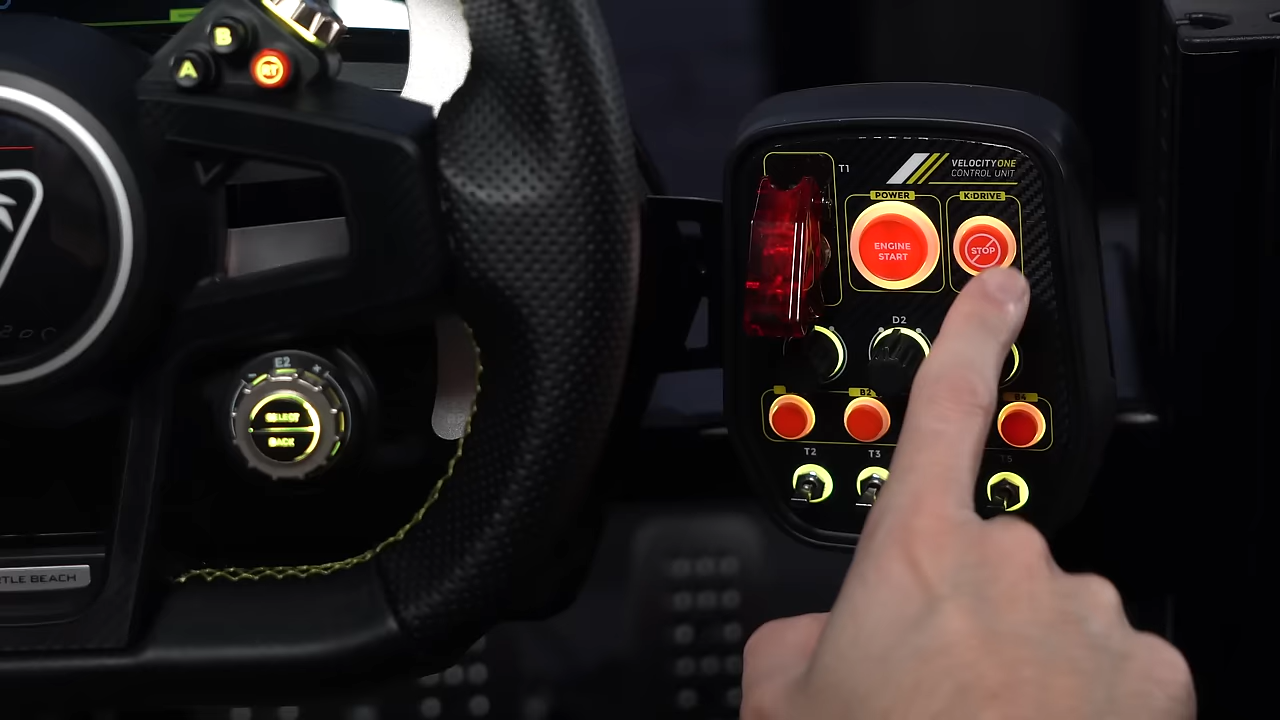 B
A
T1
VELOCITYONE
CONTROL UNIT
POWER
K:DRIVE
ENGINE
START
STOP
D2
E2
- +
SELECT
BACK
B2
B4
T2
T3
T5
TLE BEACH